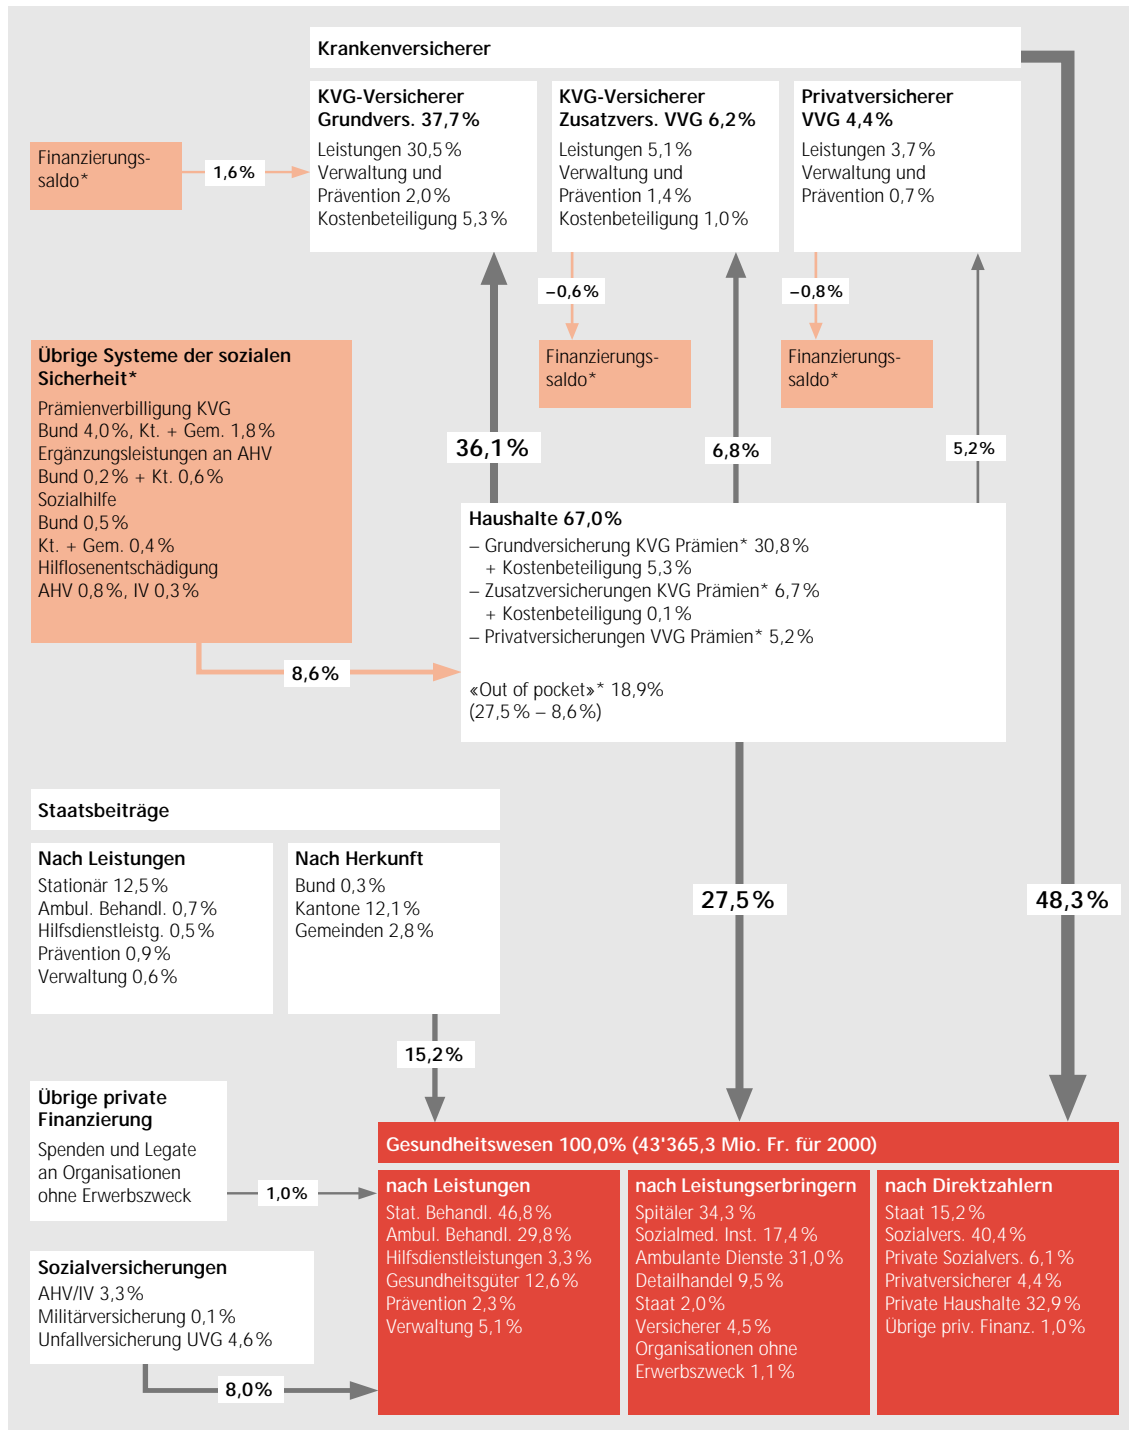 Krankenversicherer
KVG-Versicherer
Grundvers. 37,7%
Leistungen 30,5%
Verwaltung und
Prävention 2,0%
Kostenbeteiligung 5,3%
KVG-Versicherer
Zusatzvers. VVG 6,2%
Leistungen 5,1%
Verwaltung und
Prävention 1,4%
Kostenbeteiligung 1,0%
Privatversicherer
VVG 4,4%
Leistungen 3,7%
Verwaltung und
Prävention 0,7%
Finanzierungs-
saldo*
1,6%
–0,6%
–0,8%
Finanzierungs-
saldo*
Finanzierungs-
saldo*
Übrige Systeme der sozialen
Sicherheit*
Prämienverbilligung KVG
Bund 4,0%, Kt. + Gem. 1,8%
Ergänzungsleistungen an AHV
Bund 0,2% + Kt. 0,6%
Sozialhilfe
Bund 0,5%
Kt. + Gem. 0,4%
Hilflosenentschädigung
AHV 0,8%, IV 0,3%
36,1%
6,8%
5,2%
8,6%
Haushalte 67,0%
– Grundversicherung KVG Prämien* 30,8%
+ Kostenbeteiligung 5,3%
– Zusatzversicherungen KVG Prämien* 6,7%
+ Kostenbeteiligung 0,1%
– Privatversicherungen VVG Prämien* 5,2%
«Out of pocket»* 18,9%
(27,5% – 8,6%)
Staatsbeiträge
Nach Leistungen
Stationär 12,5%
Ambul. Behandl. 0,7%
Hilfsdienstleistg. 0,5%
Prävention 0,9%
Verwaltung 0,6%
Nach Herkunft
Bund 0,3%
Kantone 12,1%
Gemeinden 2,8%
27,5%
48,3%
15,2%
Übrige private
Finanzierung
Spenden und Legate
an Organisationen
ohne Erwerbszweck
1,0%
Sozialversicherungen
AHV/IV 3,3%
Militärversicherung 0,1%
Unfallversicherung UVG 4,6%
8,0%
Gesundheitswesen 100,0% (43'365,3 Mio. Fr. für 2000)
nach Leistungen
Stat. Behandl. 46,8%
Ambul. Behandl. 29,8%
Hilfsdienstleistungen 3,3%
Gesundheitsgüter 12,6%
Prävention 2,3%
Verwaltung 5,1%
nach Leistungserbringern
Spitäler 34,3 %
Sozialmed. Inst. 17,4%
Ambulante Dienste 31,0%
Detailhandel 9,5%
Staat 2,0%
Versicherer 4,5%
Organisationen ohne
Erwerbszweck 1,1%
nach Direktzahlern
Staat 15,2%
Sozialvers. 40,4%
Private Sozialvers. 6,1%
Privatversicherer 4,4%
Private Haushalte 32,9%
Übrige priv. Finanz. 1,0%